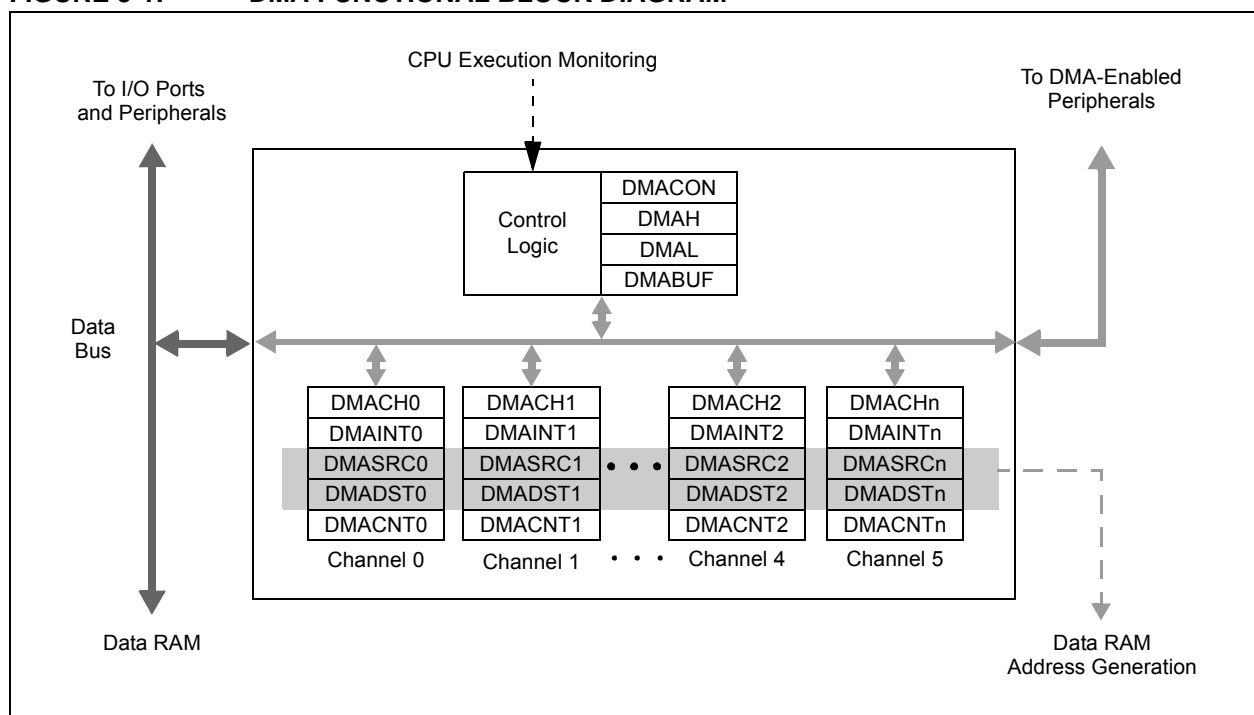 CPU Execution Monitoring
To I/O Ports
and Peripherals
To DMA-Enabled
Peripherals
Control
Logic
DMACON
DMAH
DMAL
DMABUF
Data
Bus
DMACH0
DMAINT0
DMASRC0
DMADST0
DMACNT0
Channel 0
DMACH1
DMAINT1
DMASRC1
DMADST1
DMACNT1
Channel 1
DMACH2
DMAINT2
DMASRC2
DMADST2
DMACNT2
Channel 4
DMACHn
DMAINTn
DMASRCn
DMADSTn
DMACNTn
Channel 5
Data RAM
Data RAM
Address Generation